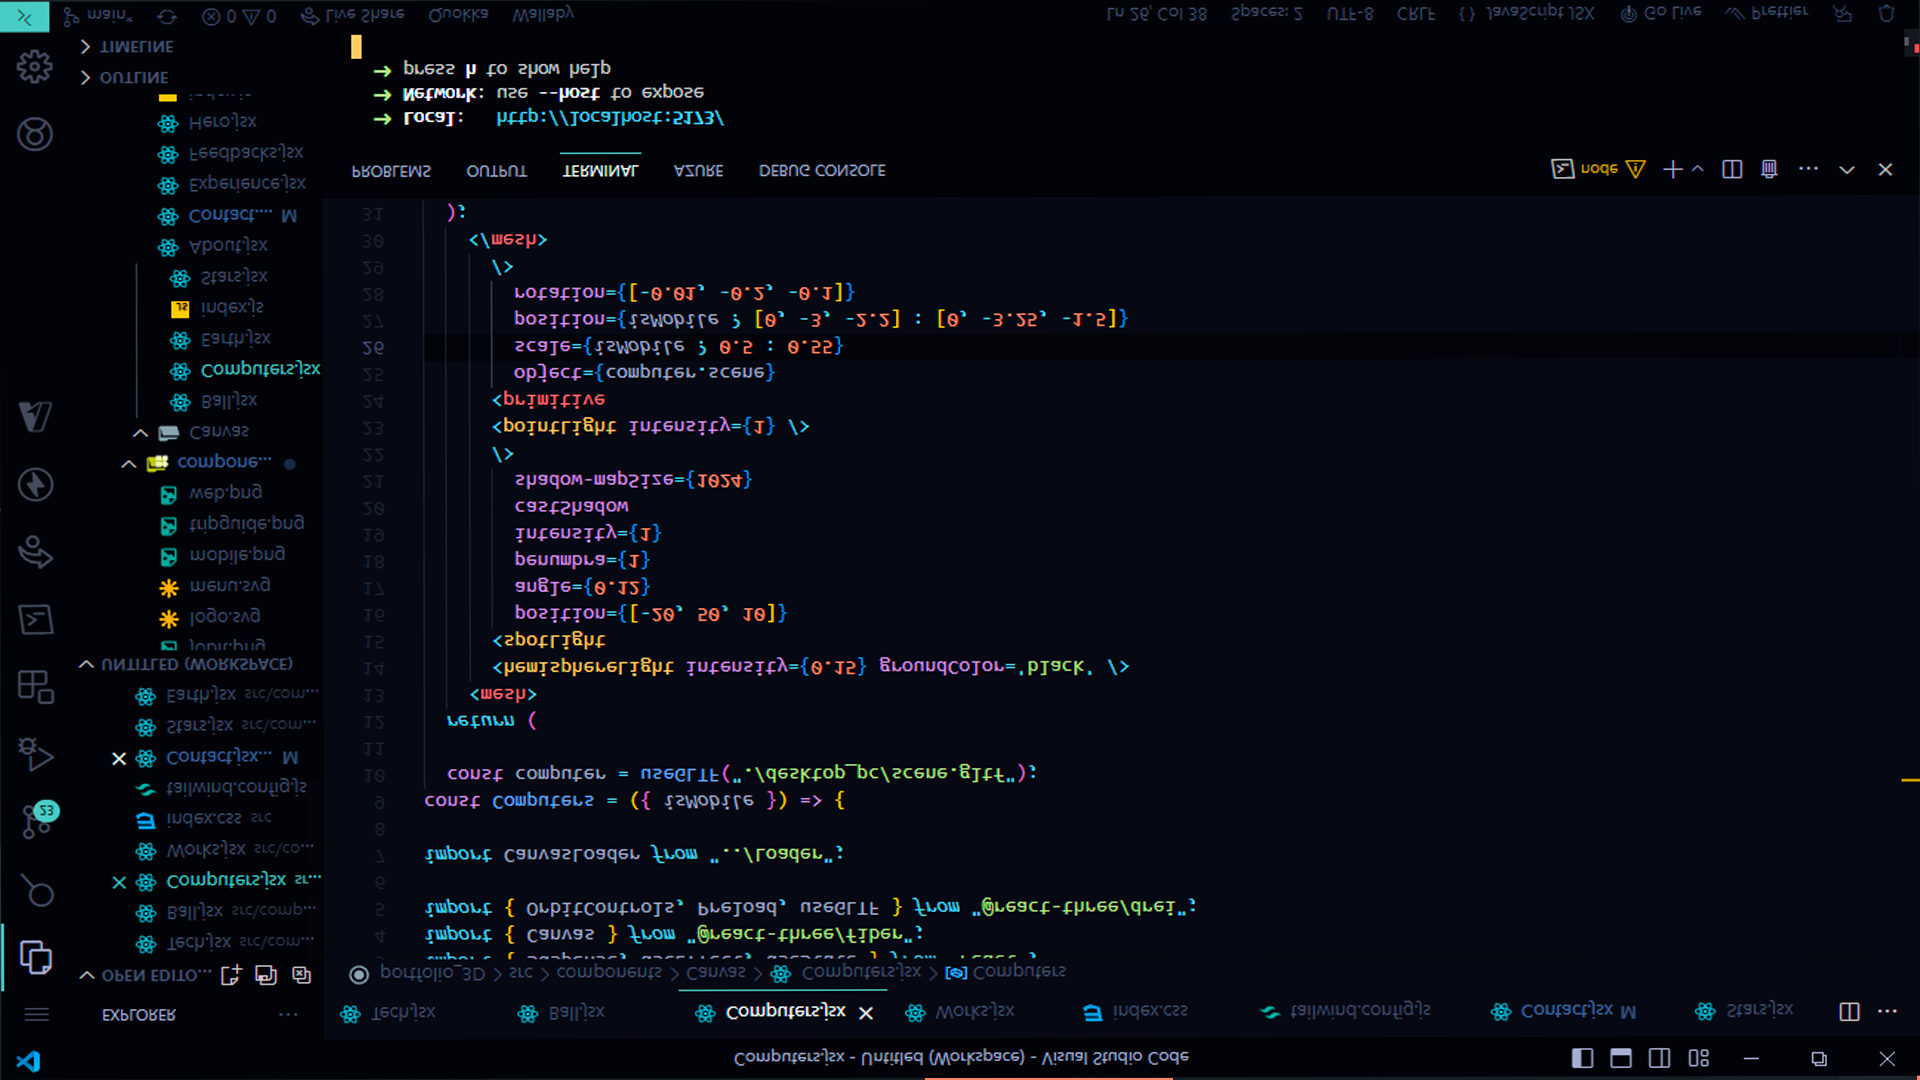 Computers.jsx - Untitled (Workspace) - Visual Studio Code
EXPLORER
Tech.jsx
Ball.jsx
Computers.jsx
Works.jsx
index.css
tailwind.config.js
Contact.jsx M
Stars.jsx
OPEN EDITO...
Tech.jsx src\com...
Ball.jsx src\comp...
Computers.jsx sr...
Works.jsx src\co...
index.css src
tailwind.config.js
Contact.jsx... M
Stars.jsx src\com...
Earth.jsx src\com...
23
UNTITLED (WORKSPACE)
logo.svg
menu.svg
mobile.png
tripguide.png
web.png
compone...
Canvas
Ball.jsx
Computers.jsx
Earth.jsx
index.js
Stars.jsx
About.jsx
Contact.... M
Experience.jsx
Feedbacks.jsx
Hero.jsx
OUTLINE
TIMELINE
portfolio_3D > src > components > Canvas > Computers.jsx > Computers
4 import { Canvas } from "@react-three/fiber";
5 import { OrbitControls, Preload, useGLTF } from "@react-three/drei";
6
7 import CanvasLoader from "../Loader";
8
9 const Computers = ({ isMobile }) => {
10 const computer = useGLTF("./desktop_pc/scene.gltf");
11
12 return (
13 <mesh>
14 <hemisphereLight intensity={0.15} groundColor='black' />
15 <spotLight
16 position={[-20, 50, 10]}
17 angle={0.12}
18 penumbra={1}
19 intensity={1}
20 castShadow
21 shadow-mapSize={1024}
22 />
23 <pointLight intensity={1} />
24 <primitive
25 object={computer.scene}
26 scale={isMobile ? 0.5 : 0.55}
27 position={isMobile ? [0, -3, -2.2] : [0, -3.25, -1.5]}
28 rotation={[-0.01, -0.2, -0.1]}
29 />
30 </mesh>
31 );
PROBLEMS OUTPUT TERMINAL AZURE DEBUG CONSOLE
node
➜ Local: http://localhost:5173/
➜ Network: use --host to expose
➜ press h to show help
main* 0 0 Live Share Quokka Wallaby
Ln 26, Col 38 Spaces: 2 UTF-8 CRLF {} JavaScript JSX Go Live Prettier